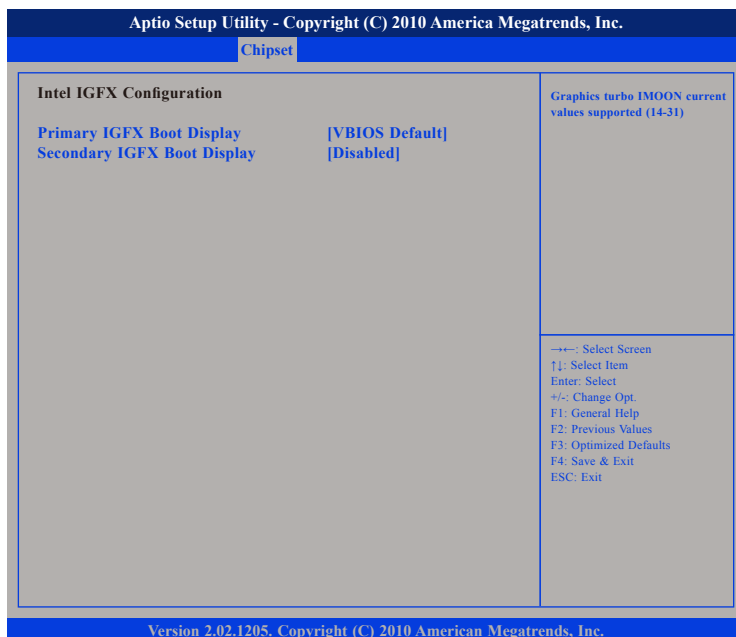 Aptio Setup Utility - Copyright (C) 2010 America Megatrends, Inc.
Chipset
Intel IGFX Configuration
Primary IGFX Boot Display [VBIOS Default]
Secondary IGFX Boot Display [Disabled]
Graphics turbo IMOON current
values supported (14-31)
→←: Select Screen
↑↓: Select Item
Enter: Select
+/-: Change Opt.
F1: General Help
F2: Previous Values
F3: Optimized Defaults
F4: Save & Exit
ESC: Exit
Version 2.02.1205. Copyright (C) 2010 American Megatrends, Inc.